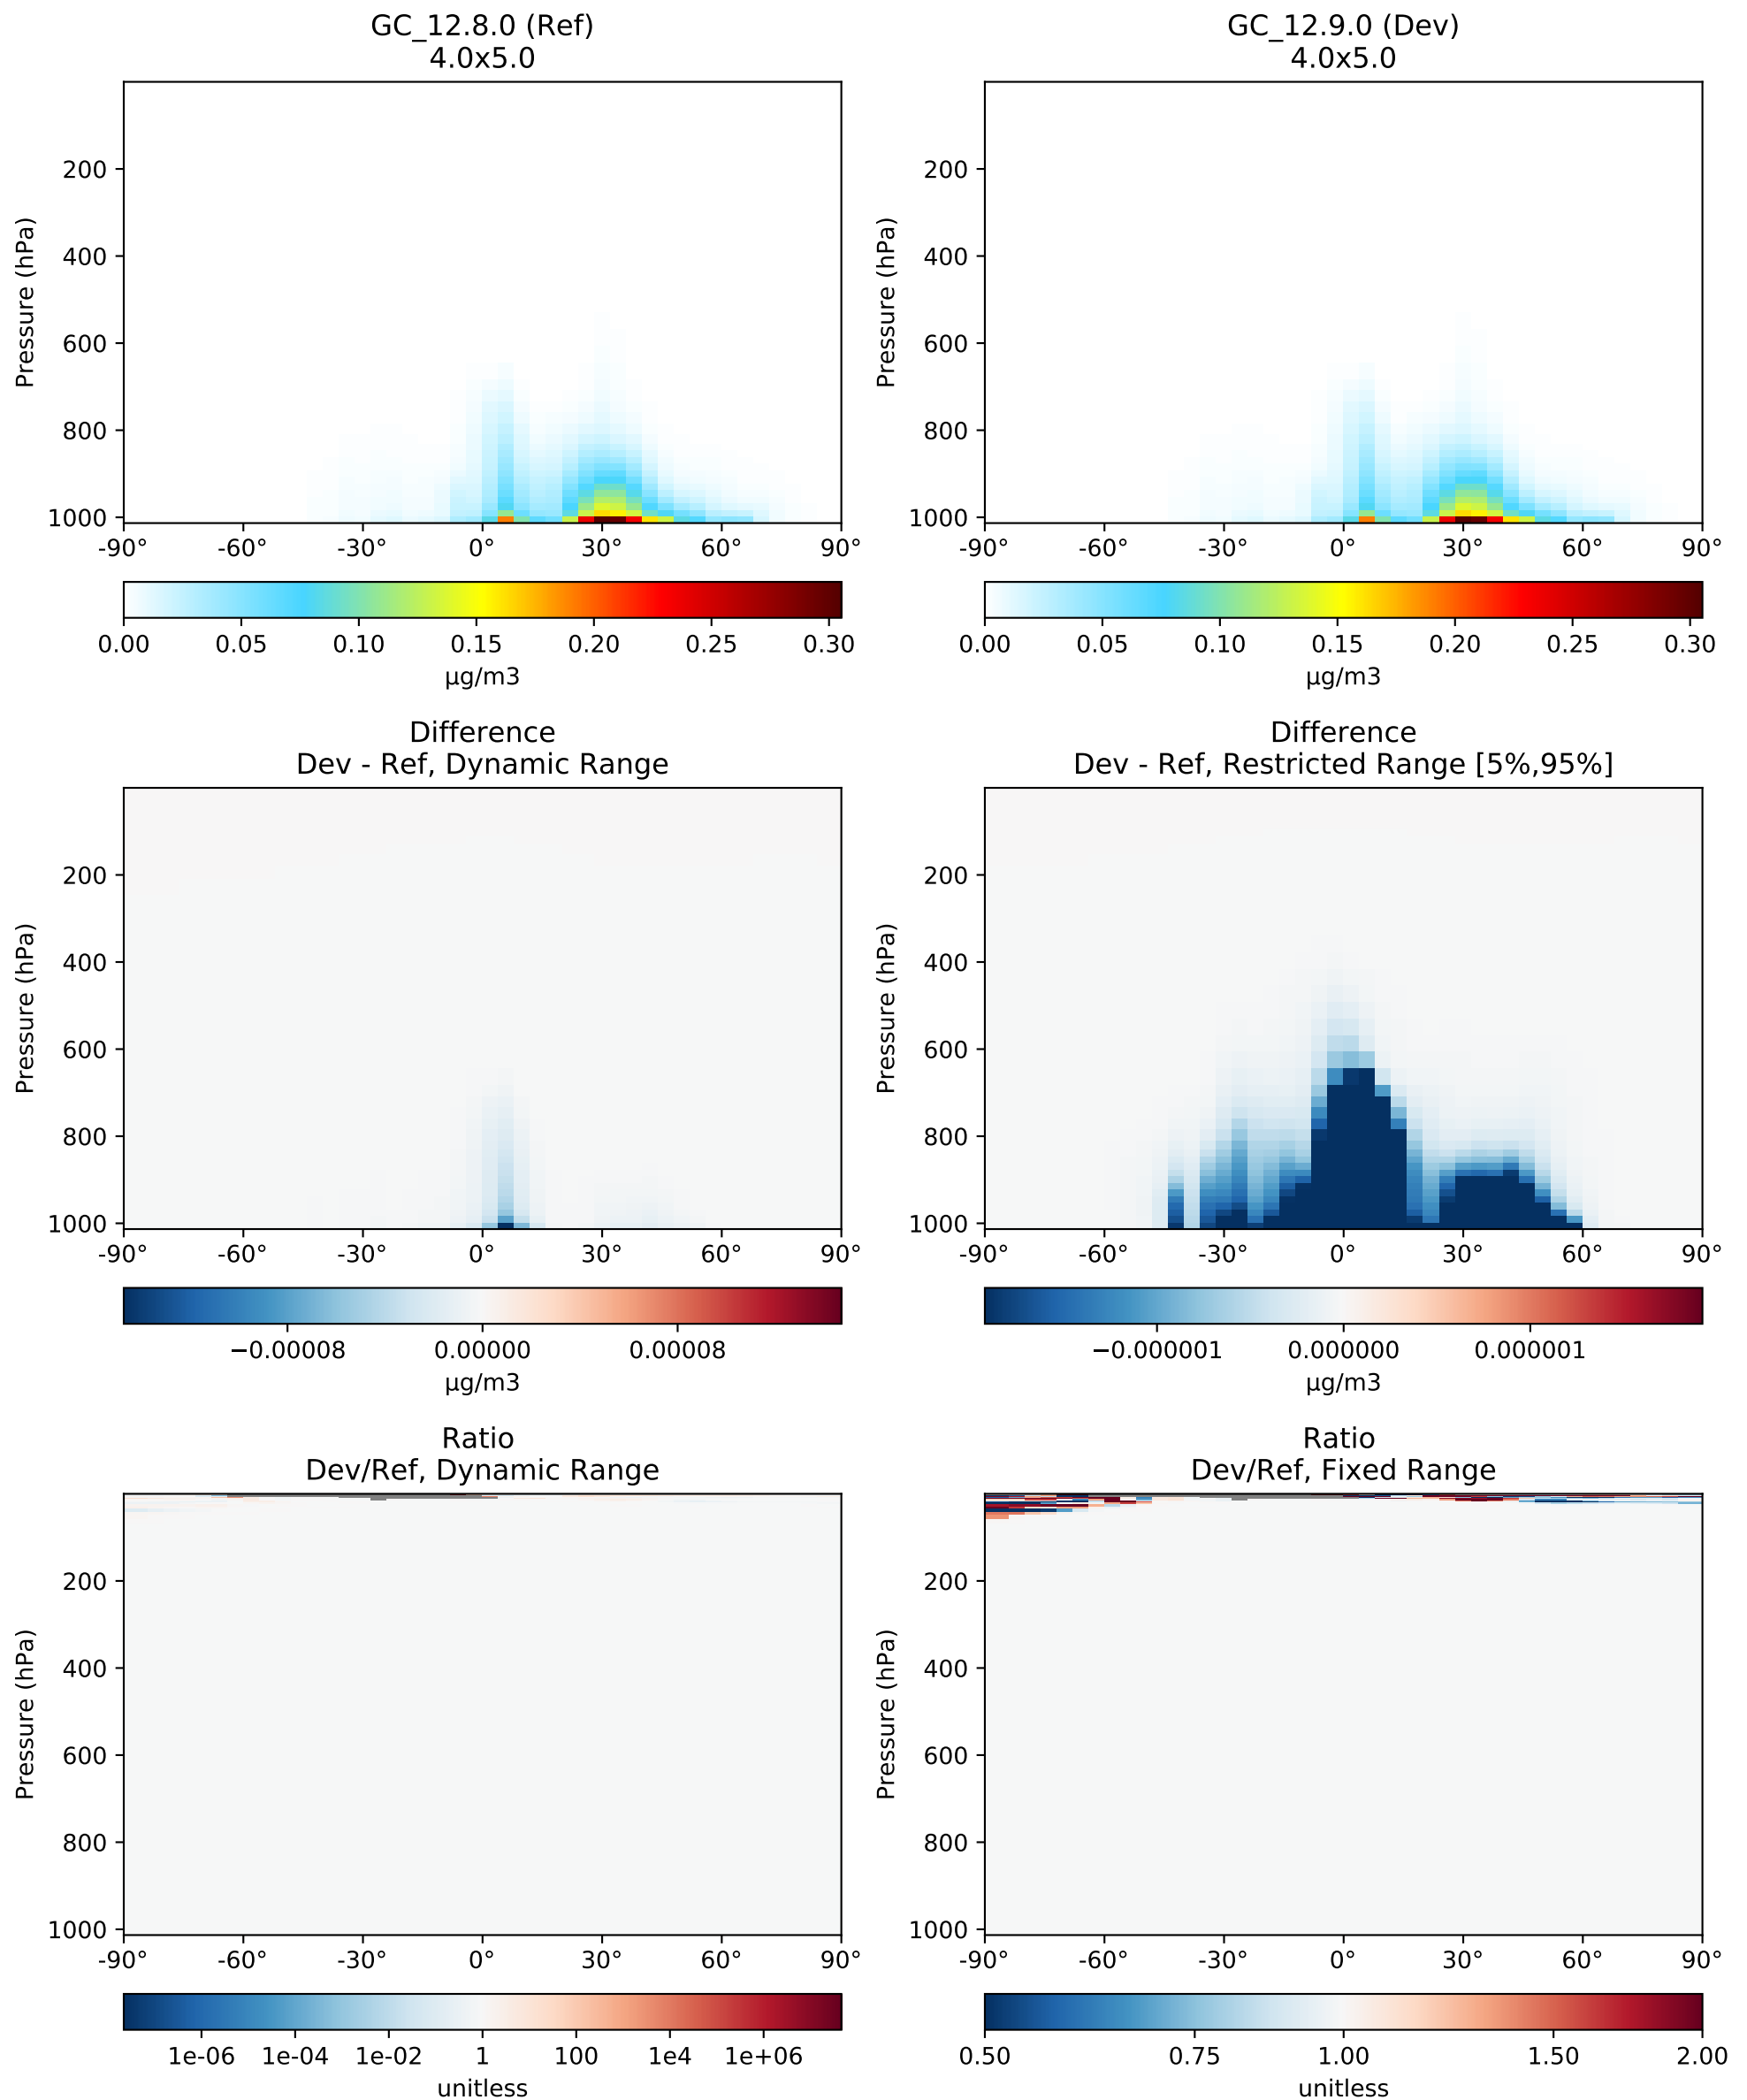 GC_12.8.0 (Ref)
4.0x5.0
Pressure (hPa)
200
400
600
800
1000
-90° -60° -30° 0° 30° 60° 90°
0.00 0.05 0.10 0.15 0.20 0.25 0.30
µg/m3
GC_12.9.0 (Dev)
4.0x5.0
Pressure (hPa)
200
400
600
800
1000
-90° -60° -30° 0° 30° 60° 90°
0.00 0.05 0.10 0.15 0.20 0.25 0.30
µg/m3
Difference
Dev - Ref, Dynamic Range
Pressure (hPa)
200
400
600
800
1000
-90° -60° -30° 0° 30° 60° 90°
−0.00008 0.00000 0.00008
µg/m3
Difference
Dev - Ref, Restricted Range [5%,95%]
Pressure (hPa)
200
400
600
800
1000
-90° -60° -30° 0° 30° 60° 90°
−0.000001 0.000000 0.000001
µg/m3
Ratio
Dev/Ref, Dynamic Range
Pressure (hPa)
200
400
600
800
1000
-90° -60° -30° 0° 30° 60° 90°
1e-06 1e-04 1e-02 1 100 1e+4 1e+06
unitless
Ratio
Dev/Ref, Fixed Range
Pressure (hPa)
200
400
600
800
1000
-90° -60° -30° 0° 30° 60° 90°
0.50 0.75 1.00 1.50 2.00
unitless